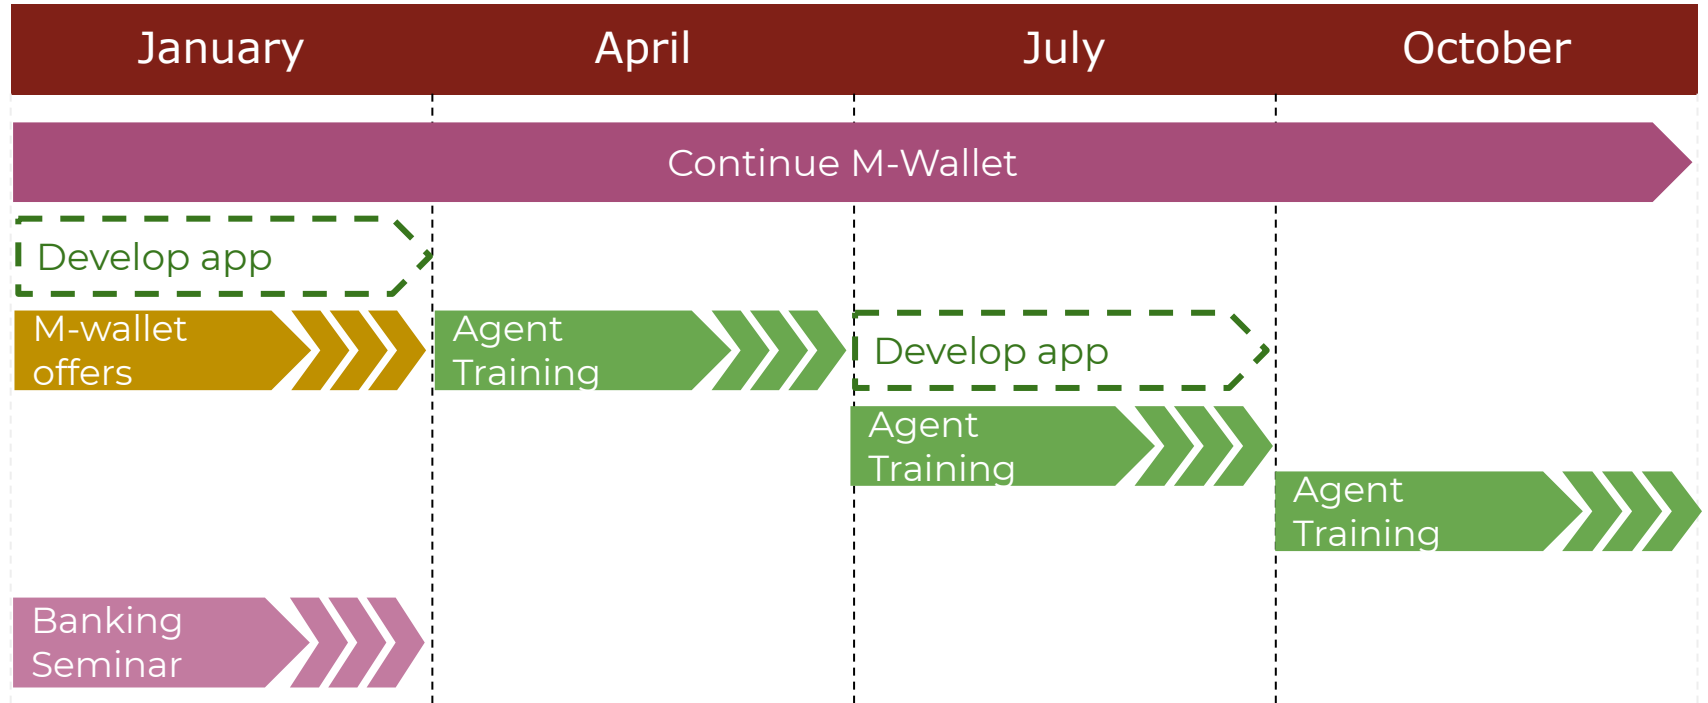 January
April
July
October
Continue M-Wallet
Develop app
M-wallet
offers
Agent
Training
Develop app
Agent
Training
Agent
Training
Banking
Seminar